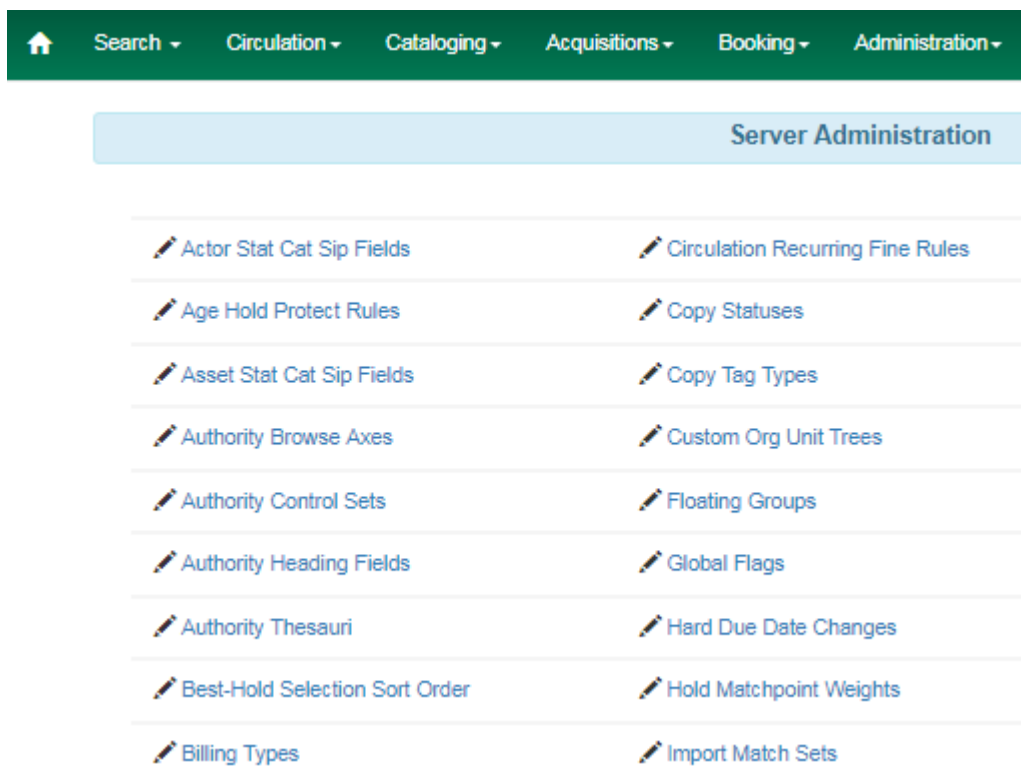 Search Circulation Cataloging Acquisitions Booking Administration
Server Administration
Actor Stat Cat Sip Fields Circulation Recurring Fine Rules
Age Hold Protect Rules Copy Statuses
Asset Stat Cat Sip Fields Copy Tag Types
Authority Browse Axes Custom Org Unit Trees
Authority Control Sets Floating Groups
Authority Heading Fields Global Flags
Authority Thesauri Hard Due Date Changes
Best-Hold Selection Sort Order Hold Matchpoint Weights
Billing Types Import Match Sets